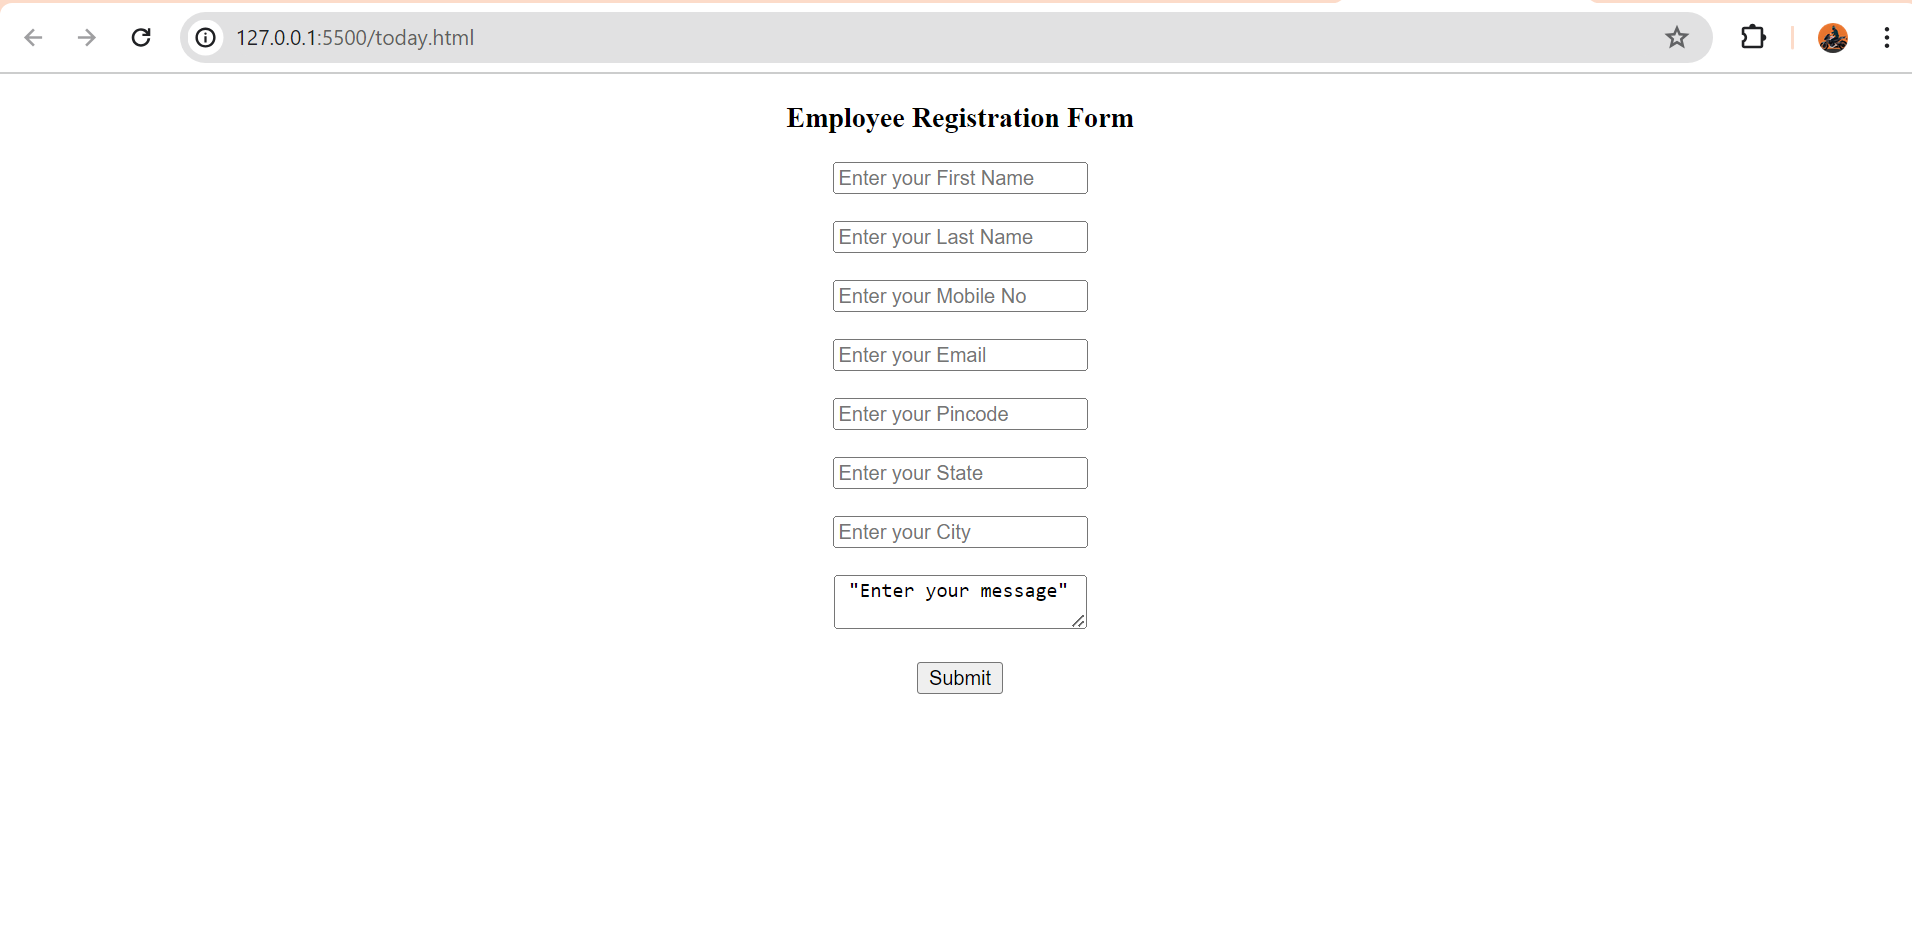 127.0.0.1:5500/today.html
Employee Registration Form
Enter your First Name
Enter your Last Name
Enter your Mobile No
Enter your Email
Enter your Pincode
Enter your State
Enter your City
"Enter your message"
Submit